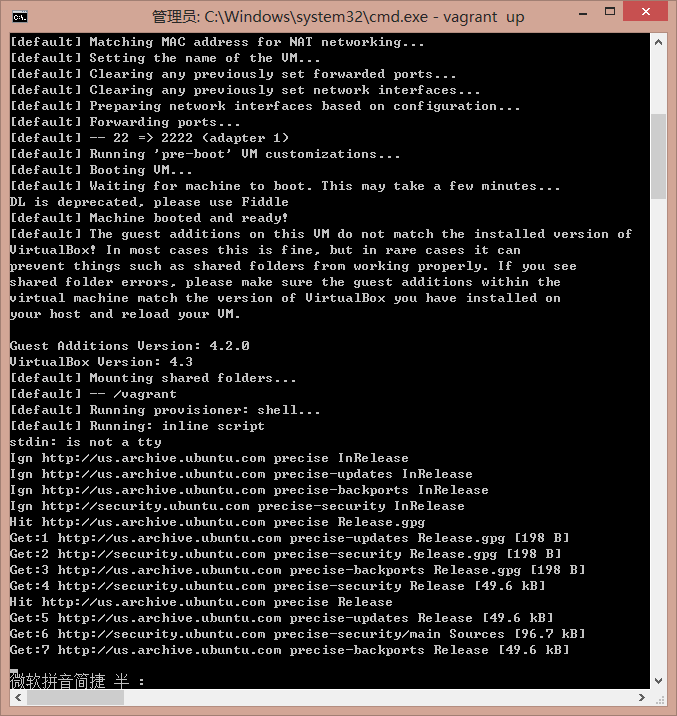 管理员: C:\Windows\system32\cmd.exe - vagrant  up
[default] Matching MAC address for NAT networking...
[default] Setting the name of the VM...
[default] Clearing any previously set forwarded ports...
[default] Clearing any previously set network interfaces...
[default] Preparing network interfaces based on configuration...
[default] Forwarding ports...
[default] -- 22 => 2222 (adapter 1)
[default] Running 'pre-boot' VM customizations...
[default] Booting VM...
[default] Waiting for machine to boot. This may take a few minutes...
DL is deprecated, please use Fiddle
[default] Machine booted and ready!
[default] The guest additions on this VM do not match the installed version of
VirtualBox! In most cases this is fine, but in rare cases it can
prevent things such as shared folders from working properly. If you see
shared folder errors, please make sure the guest additions within the
virtual machine match the version of VirtualBox you have installed on
your host and reload your VM.
Guest Additions Version: 4.2.0
VirtualBox Version: 4.3
[default] Mounting shared folders...
[default] -- /vagrant
[default] Running provisioner: shell...
[default] Running: inline script
stdin: is not a tty
Ign http://us.archive.ubuntu.com precise InRelease
Ign http://us.archive.ubuntu.com precise-updates InRelease
Ign http://us.archive.ubuntu.com precise-backports InRelease
Ign http://security.ubuntu.com precise-security InRelease
Hit http://us.archive.ubuntu.com precise Release.gpg
Get:1 http://us.archive.ubuntu.com precise-updates Release.gpg [198 B]
Get:2 http://security.ubuntu.com precise-security Release.gpg [198 B]
Get:3 http://us.archive.ubuntu.com precise-backports Release.gpg [198 B]
Get:4 http://security.ubuntu.com precise-security Release [49.6 kB]
Hit http://us.archive.ubuntu.com precise Release
Get:5 http://us.archive.ubuntu.com precise-updates Release [49.6 kB]
Get:6 http://security.ubuntu.com precise-security/main Sources [96.7 kB]
Get:7 http://us.archive.ubuntu.com precise-backports Release [49.6 kB]
微软拼音简捷 半 :